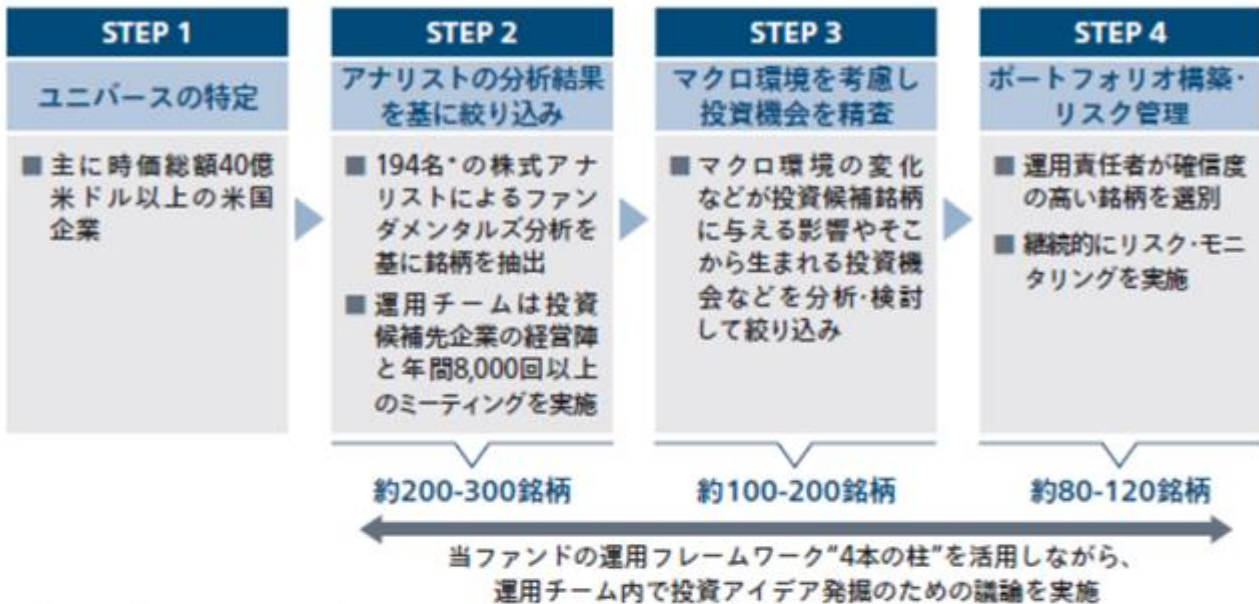 STEP 1
ユニバースの特定
■ 主に時価総額40億
米ドル以上の米国
企業
STEP 2
アナリストの分析結果
を基に絞り込み
■ 194名*の株式アナ
リストによるファン
ダメンタルズ分析を
基に銘柄を抽出
■ 運用チームは投資
候補先企業の経営陣
と年間8,000回以上
のミーティングを実施
約200-300銘柄
STEP 3
マクロ環境を考慮し
投資機会を精査
■ マクロ環境の変化
などが投資候補銘柄
に与える影響やそこ
から生まれる投資機
会などを分析・検討
して絞り込み
約100-200銘柄
STEP 4
ポートフォリオ構築・
リスク管理
■ 運用責任者が確信度
の高い銘柄を選別
■ 継続的にリスク・モニ
タリングを実施
約80-120銘柄
当ファンドの運用フレームワーク“4本の柱”を活用しながら、
運用チーム内で投資アイデア発掘のための議論を実施